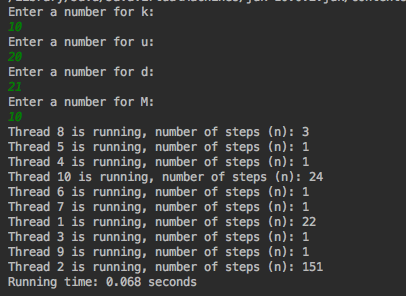 Enter a number for k:
10
Enter a number for u:
20
Enter a number for d:
21
Enter a number for M:
10
Thread 8 is running, number of steps (n): 3
Thread 5 is running, number of steps (n): 1
Thread 4 is running, number of steps (n): 1
Thread 10 is running, number of steps (n): 24
Thread 6 is running, number of steps (n): 1
Thread 7 is running, number of steps (n): 1
Thread 1 is running, number of steps (n): 22
Thread 3 is running, number of steps (n): 1
Thread 9 is running, number of steps (n): 1
Thread 2 is running, number of steps (n): 151
Running time: 0.068 seconds